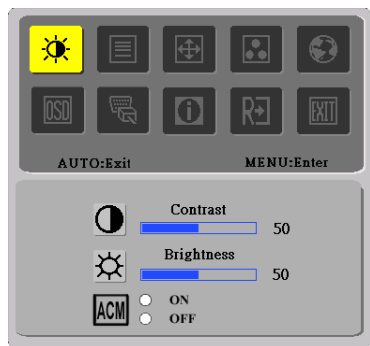 OSD i R EXIT
AUTO:Exit MENU:Enter
Contrast
50
Brightness
50
ACM ON
OFF